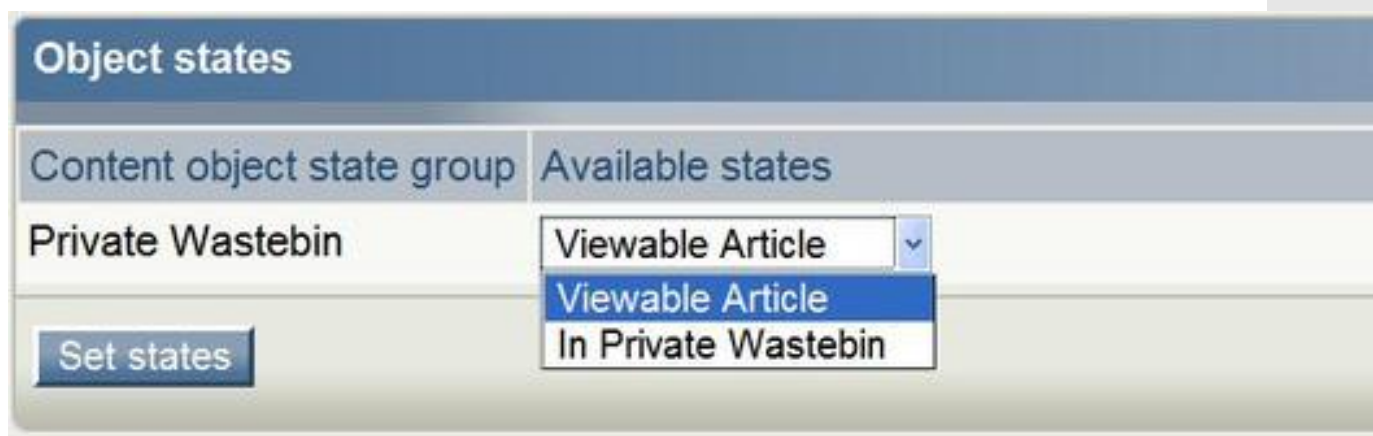 Object states
Content object state group Available states
Private Wastebin Viewable Article
Viewable Article
In Private Wastebin
Set states